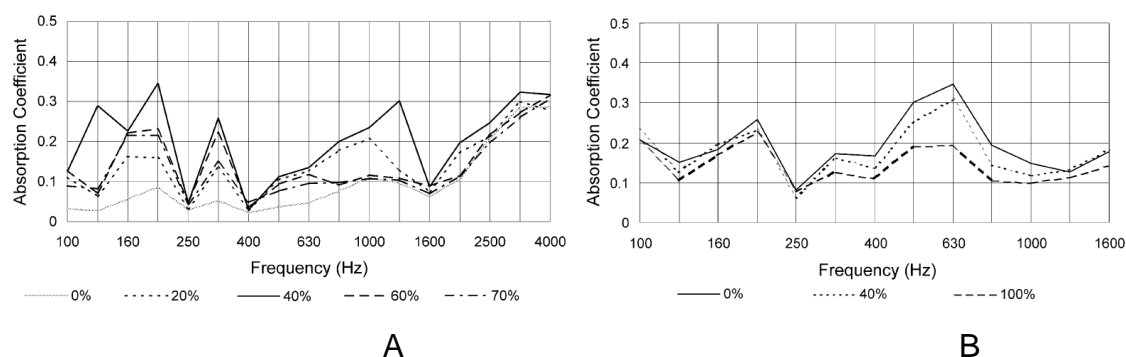 Absorption Coefficient
0.5
0.4
0.3
0.2
0.1
0
100 160 250 400 630 1000 1600 2500 4000
Frequency (Hz)
0% 20% 40% 60% 70%
A
Absorption Coefficient
0.5
0.4
0.3
0.2
0.1
0
100 160 250 400 630 1000 1600
Frequency (Hz)
0% 40% 100%
B